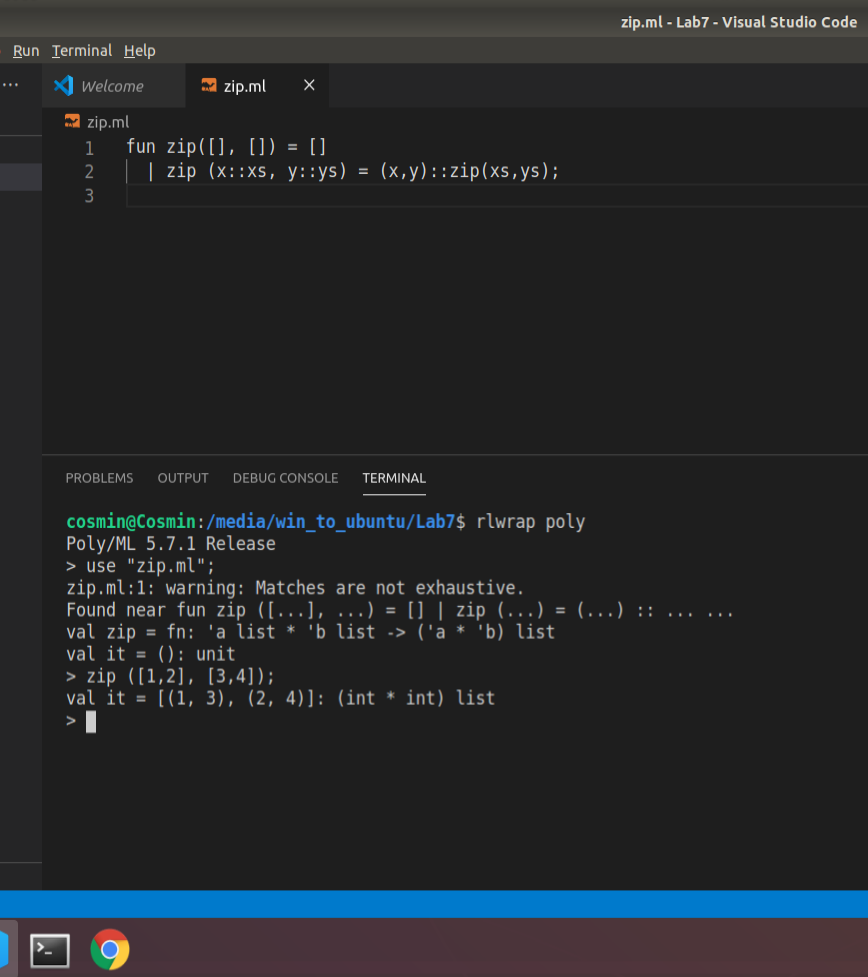 zip.ml - Lab7 - Visual Studio Code
Run Terminal Help
... Welcome zip.ml ×
zip.ml
1 fun zip([], []) = []
2 | zip (x::xs, y::ys) = (x,y)::zip(xs,ys);
3
PROBLEMS OUTPUT DEBUG CONSOLE TERMINAL
cosmin@Cosmin:/media/win_to_ubuntu/Lab7$ rlwrap poly
Poly/ML 5.7.1 Release
> use "zip.ml";
zip.ml:1: warning: Matches are not exhaustive.
Found near fun zip ([...], ...) = [] | zip (...) = (...) :: ... ...
val zip = fn: 'a list * 'b list -> ('a * 'b) list
val it = (): unit
> zip ([1,2], [3,4]);
val it = [(1, 3), (2, 4)]: (int * int) list
>